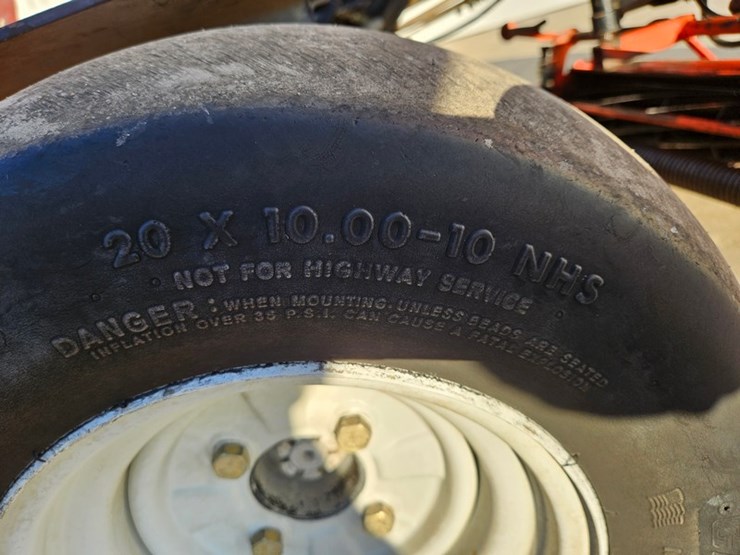 20 X 10.00-10 NHS
NOT FOR HIGHWAY SERVICE
DANGER: WHEN MOUNTING, UNLESS BEADS ARE SEATED
INFLATION OVER 35 P.S.I. CAN CAUSE A FATAL EXPLOSION